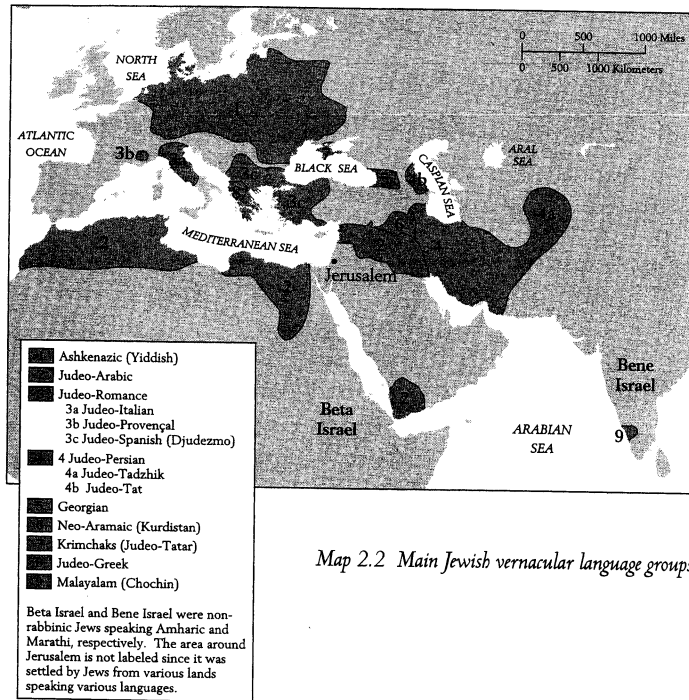 0 500 1000 Miles
0 500 1000 Kilometers
NORTH
SEA
ATLANTIC
OCEAN
3b
BLACK SEA
CASPIAN SEA
ARAL
SEA
MEDITERRANEAN SEA
Jerusalem
2
Beta
Israel
Bene
Israel
9
ARABIAN
SEA
Ashkenazic (Yiddish)
Judeo-Arabic
Judeo-Romance
3a Judeo-Italian
3b Judeo-Provençal
3c Judeo-Spanish (Djudezmo)
4 Judeo-Persian
4a Judeo-Tadzhik
4b Judeo-Tat
Georgian
Neo-Aramaic (Kurdistan)
Krimchaks (Judeo-Tatar)
Judeo-Greek
Malayalam (Chochin)
Beta Israel and Bene Israel were non-
rabbinic Jews speaking Amharic and
Marathi, respectively. The area around
Jerusalem is not labeled since it was
settled by Jews from various lands
speaking various languages.
Map 2.2 Main Jewish vernacular language groups